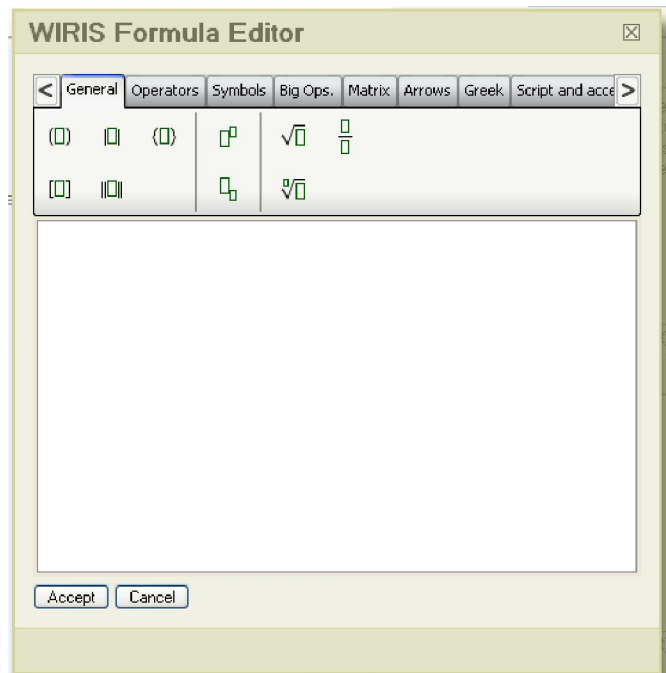 WIRIS Formula Editor
< General Operators Symbols Big Ops. Matrix Arrows Greek Script and acce >
(▯) |▯| {▯} ▯▯ √▯ ▯/▯
[▯] ||▯|| ▯▯ ▯√▯
Accept Cancel